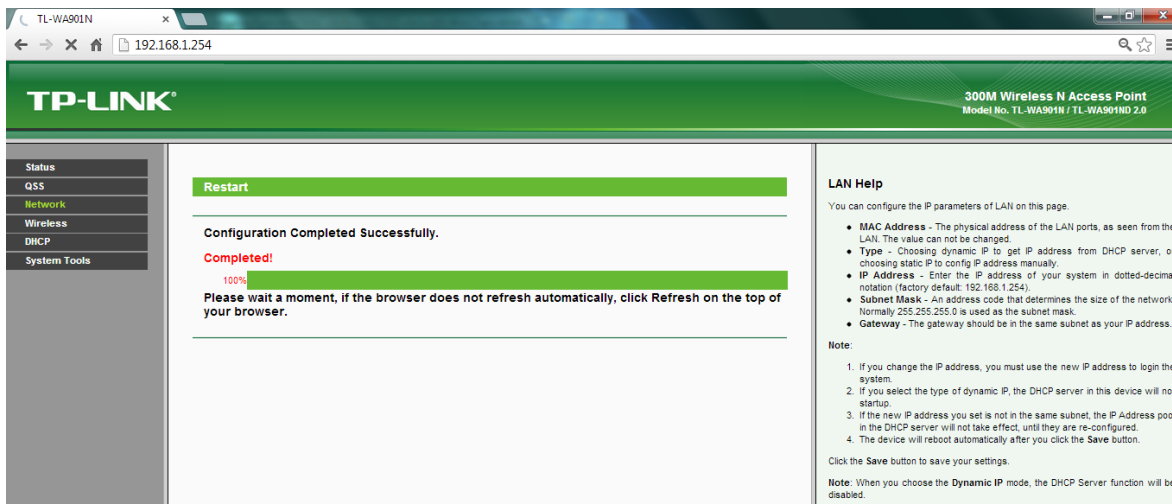 TL-WA901N
192.168.1.254
TP-LINK®
300M Wireless N Access Point
Model No. TL-WA901N / TL-WA901ND 2.0
Status
QSS
Network
Wireless
DHCP
System Tools
Restart
Configuration Completed Successfully.
Completed!
100%
Please wait a moment, if the browser does not refresh automatically, click Refresh on the top of
your browser.
LAN Help
You can configure the IP parameters of LAN on this page.
MAC Address - The physical address of the LAN ports, as seen from the
LAN. The value can not be changed.
Type - Choosing dynamic IP to get IP address from DHCP server, o
choosing static IP to config IP address manually.
IP Address - Enter the IP address of your system in dotted-decima
notation (factory default: 192.168.1.254).
Subnet Mask - An address code that determines the size of the network
Normally 255.255.255.0 is used as the subnet mask.
Gateway - The gateway should be in the same subnet as your IP address.
Note:
1. If you change the IP address, you must use the new IP address to login the
system.
2. If you select the type of dynamic IP, the DHCP server in this device will no
startup.
3. If the new IP address you set is not in the same subnet, the IP Address poo
in the DHCP server will not take effect, until they are re-configured.
4. The device will reboot automatically after you click the Save button.
Click the Save button to save your settings.
Note: When you choose the Dynamic IP mode, the DHCP Server function will be
disabled.